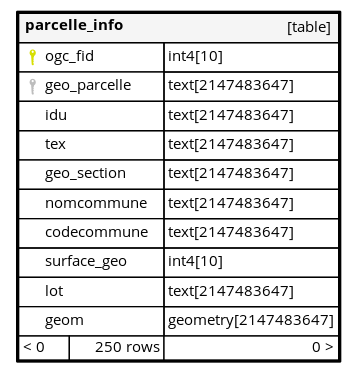 parcelle_info [table]
ogc_fid int4[10]
geo_parcelle text[2147483647]
idu text[2147483647]
tex text[2147483647]
geo_section text[2147483647]
nomcommune text[2147483647]
codecommune text[2147483647]
surface_geo int4[10]
lot text[2147483647]
geom geometry[2147483647]
< 0 250 rows 0 >